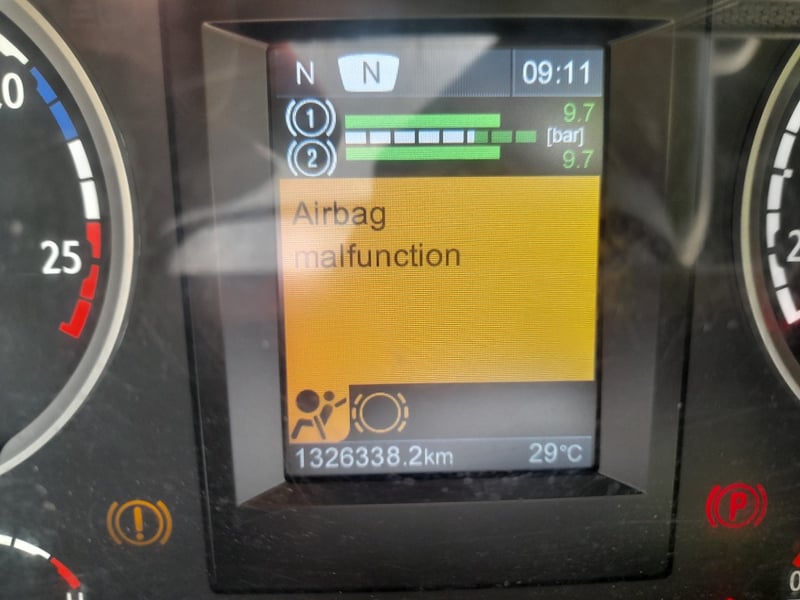 N N 09:11
1 9.7
[bar]
2 9.7
Airbag
malfunction
25
1326338.2km 29°C
!
P